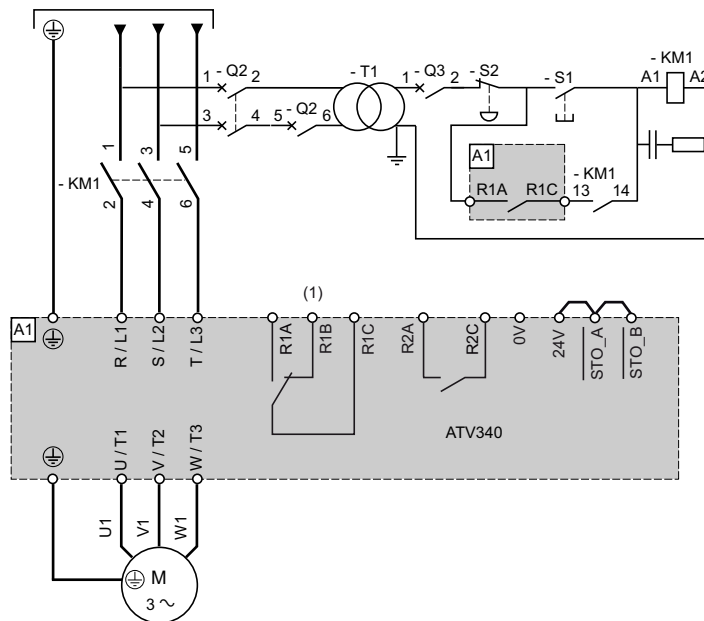 - KM1
1 - Q2 2
- T1
1 - Q3 2
- S2
- S1
A1 A2
3 4 5 - Q2 6
A1
R1A R1C
- KM1
13 14
1 3 5
- KM1
2 4 6
(1)
A1
R / L1
S / L2
T / L3
R1A
R1B
R1C
R2A
R2C
0V
24V
STO_A
STO_B
ATV340
U / T1
V / T2
W / T3
U1
V1
W1
M
3 ~